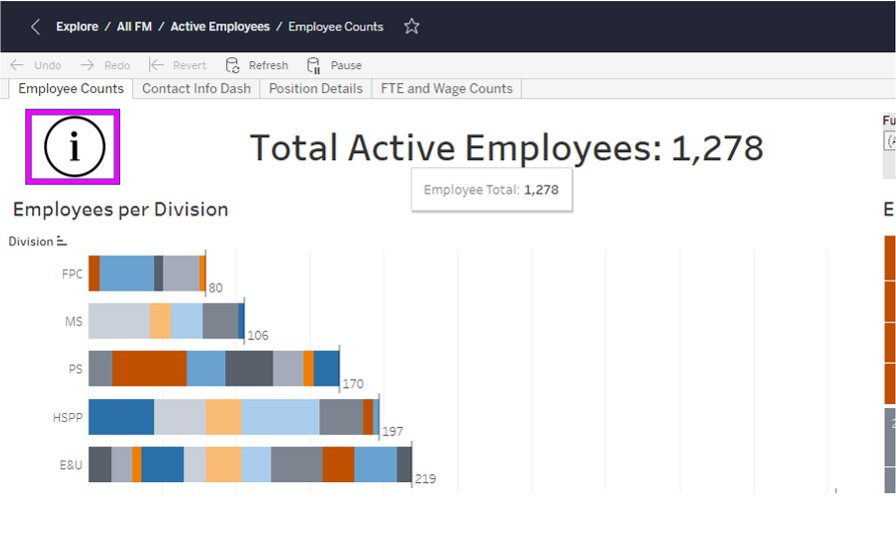 Explore / All FM / Active Employees / Employee Counts
Undo Redo Revert Refresh Pause
Employee Counts Contact Info Dash Position Details FTE and Wage Counts
i
Total Active Employees: 1,278
Employee Total: 1,278
Employees per Division
Division
FPC 80
MS 106
PS 170
HSPP 197
E&U 219
Fu
(A
E
2